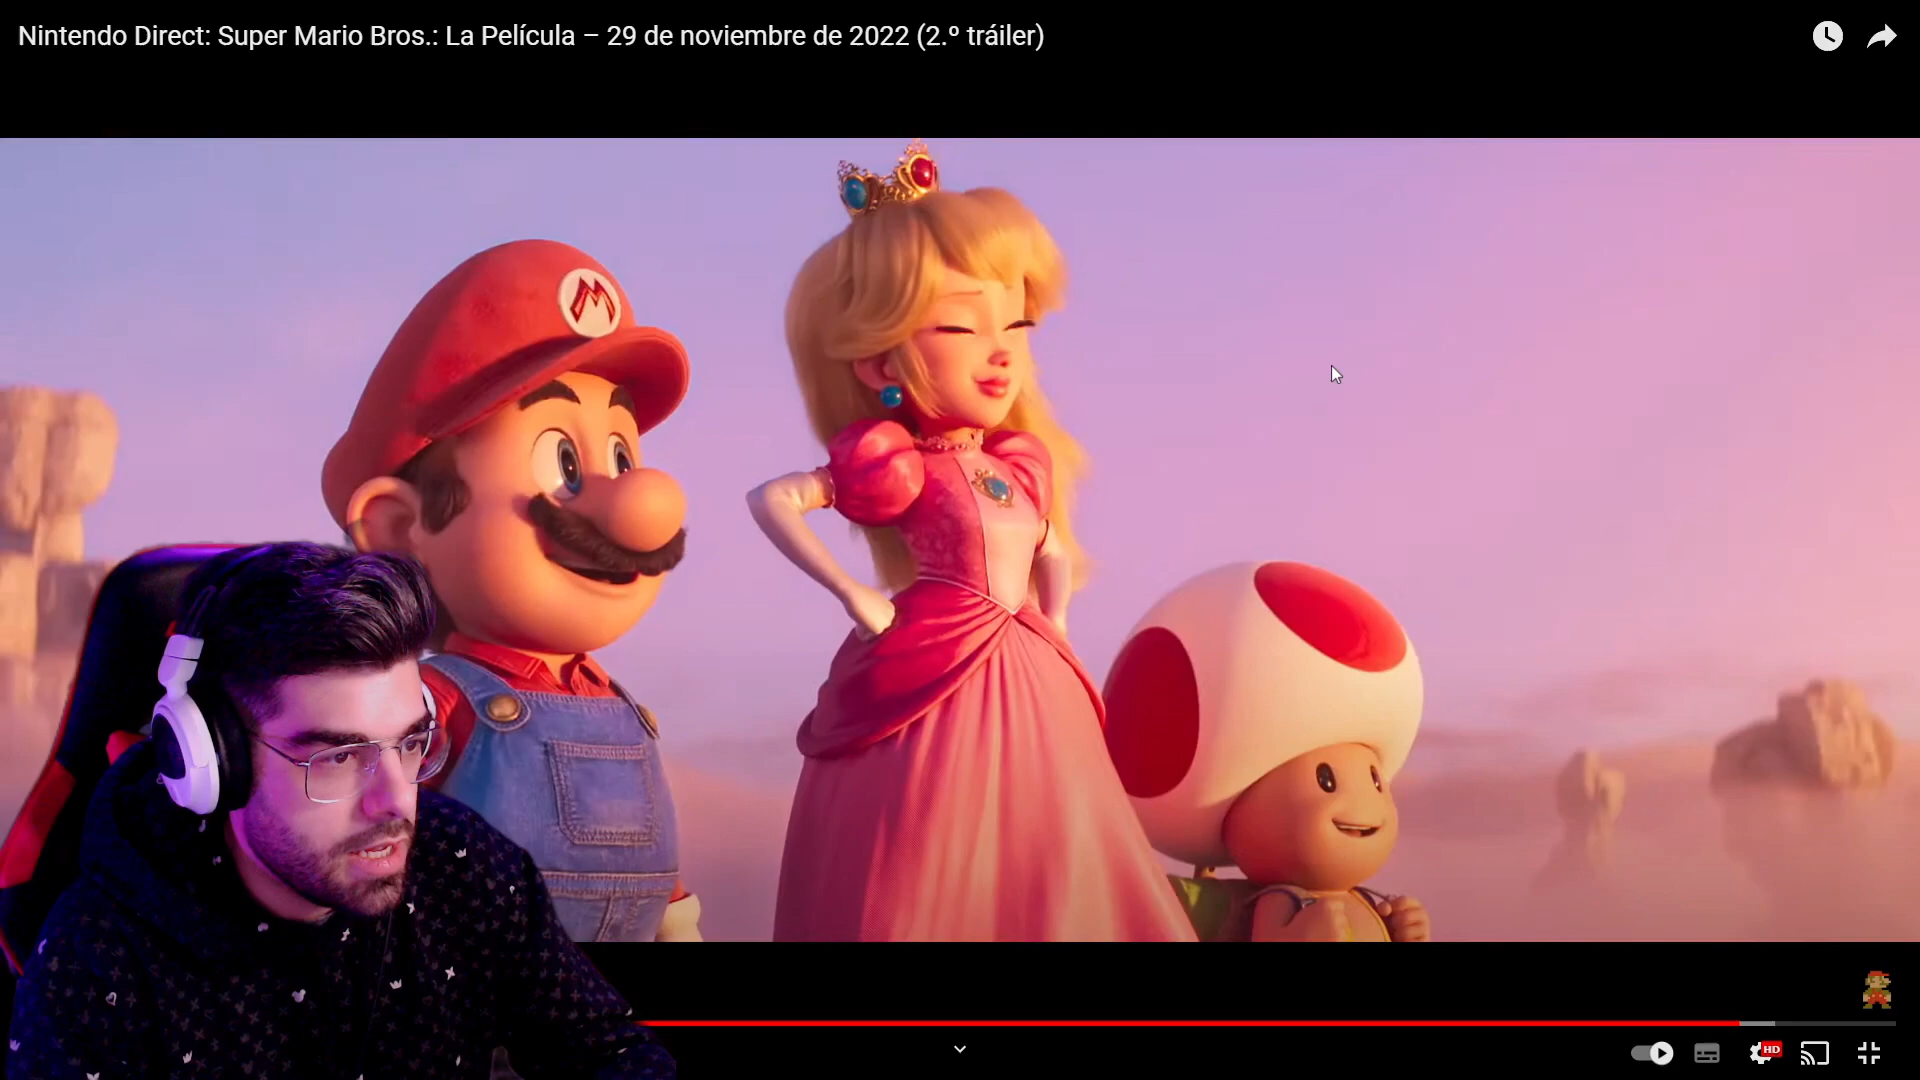 Nintendo Direct: Super Mario Bros.: La Película – 29 de noviembre de 2022 (2.º tráiler)
M
HD